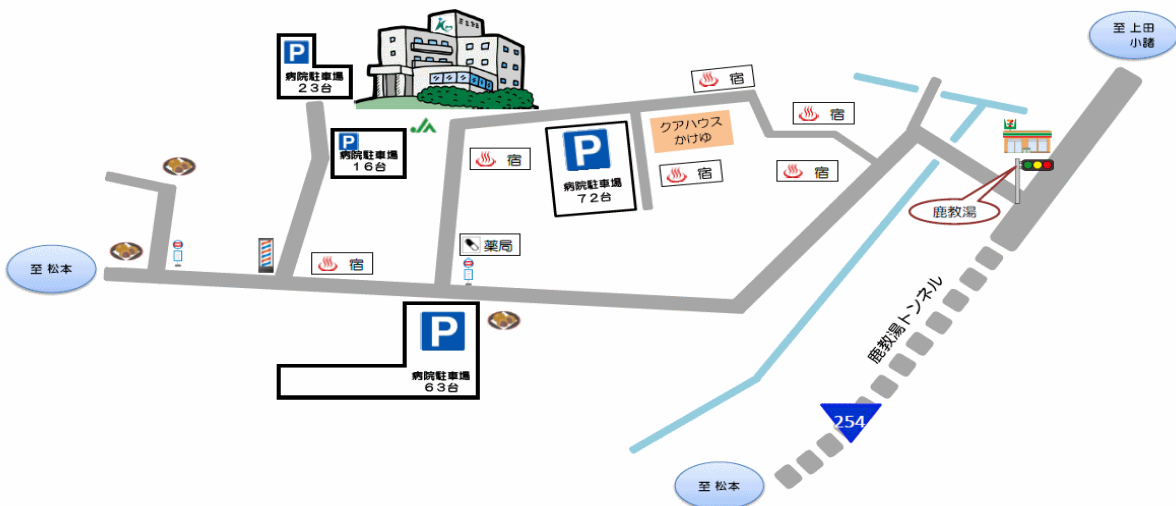 至 上田
小諸
P
病院駐車場
23台
宿
宿
クアハウス
かけゆ
P
病院駐車場
16台
JA
宿
P
病院駐車場
72台
宿
宿
7
鹿教湯
薬局
至 松本
宿
P
病院駐車場
63台
鹿教湯トンネル
254
至 松本